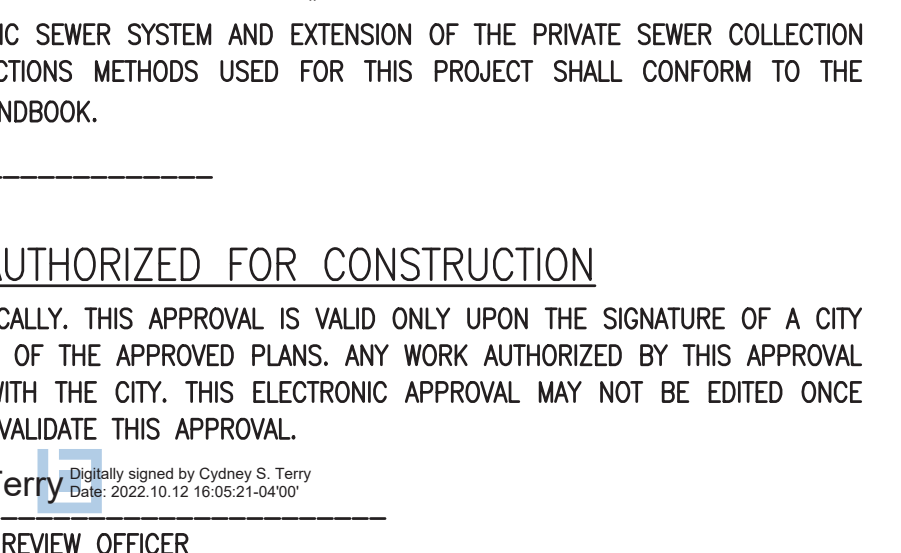 SEWER SYSTEM AND EXTENSION OF THE PRIVATE SEWER COLLECTION
METHODS USED FOR THIS PROJECT SHALL CONFORM TO THE
NDBOOK.
AUTHORIZED FOR CONSTRUCTION
CALLY. THIS APPROVAL IS VALID ONLY UPON THE SIGNATURE OF A CITY
OF THE APPROVED PLANS. ANY WORK AUTHORIZED BY THIS APPROVAL
WITH THE CITY. THIS ELECTRONIC APPROVAL MAY NOT BE EDITED ONCE
VALIDATE THIS APPROVAL.
Terry
Digitally signed by Cydney S. Terry
Date: 2022.10.12 16:05:21-04'00'
REVIEW OFFICER